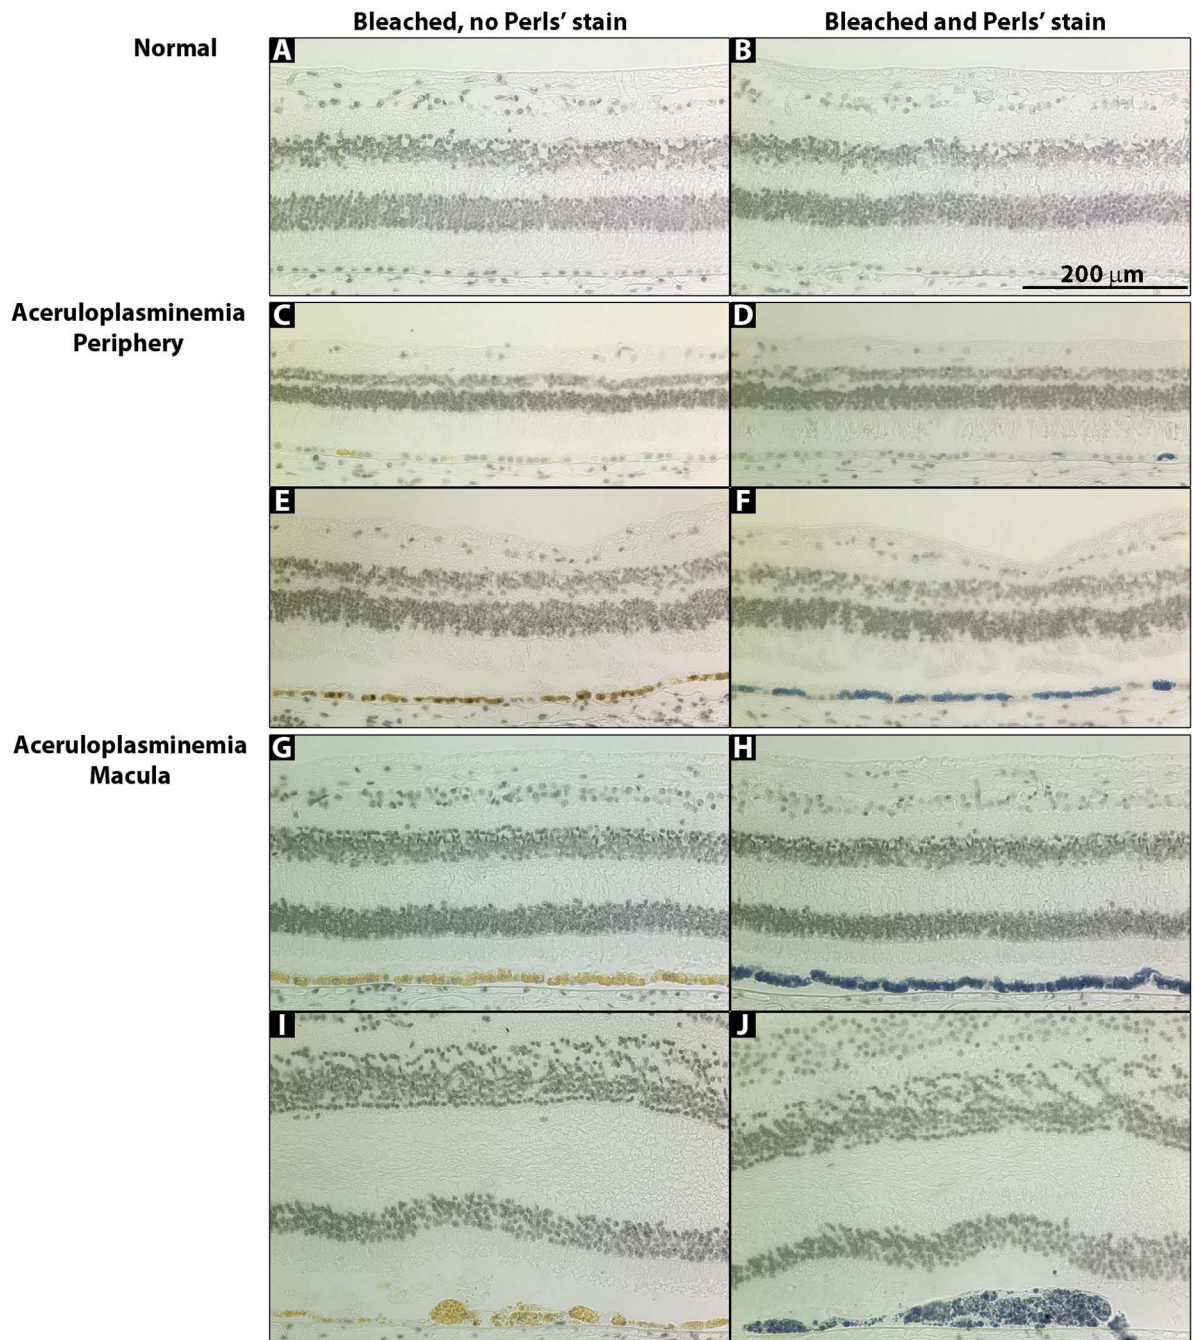 Bleached, no Perls’ stain
Bleached and Perls’ stain
Normal
A
B
200 μm
Aceruloplasminemia
Periphery
C
D
E
F
Aceruloplasminemia
Macula
G
H
I
J